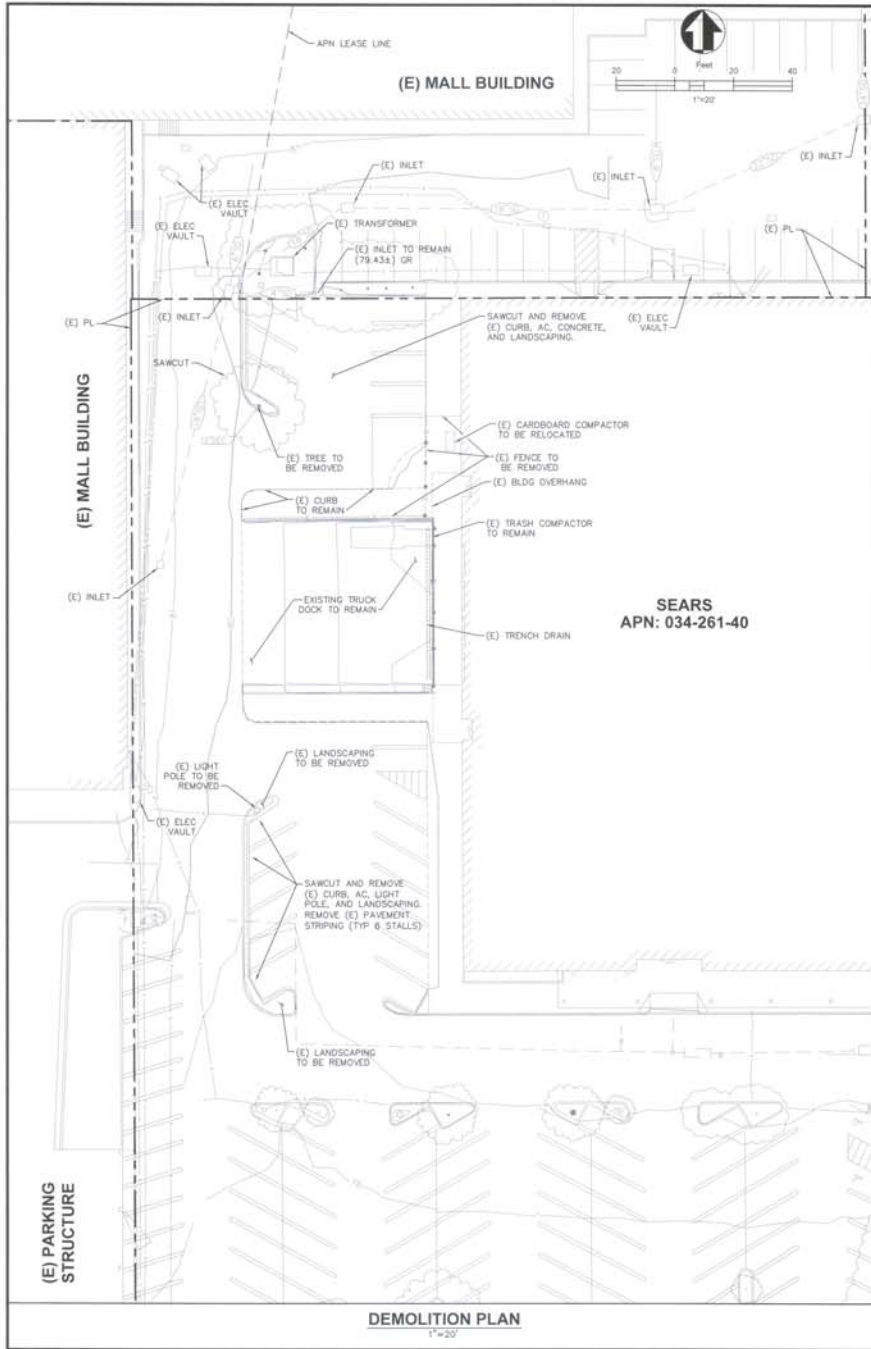 APN LEASE LINE
(E) MALL BUILDING
Feet
20 0 20 40
1"=20'
(E) INLET
(E) INLET
(E) INLET
(E) ELEC
VAULT
(E) ELEC
VAULT
(E) TRANSFORMER
(E) INLET TO REMAIN
(79.43±) GR
(E) PL
(E) PL
(E) INLET
(E) ELEC
VAULT
SAWCUT AND REMOVE
(E) CURB, AC, CONCRETE,
AND LANDSCAPING.
SAWCUT
(E) MALL BUILDING
(E) TREE TO
BE REMOVED
(E) CARDBOARD COMPACTOR
TO BE RELOCATED
(E) FENCE TO
BE REMOVED
(E) BLDG OVERHANG
(E) CURB
TO REMAIN
(E) TRASH COMPACTOR
TO REMAIN
(E) INLET
EXISTING TRUCK
DOCK TO REMAIN
SEARS
APN: 034-261-40
(E) TRENCH DRAIN
(E) LANDSCAPING
TO BE REMOVED
(E) LIGHT
POLE TO BE
REMOVED
(E) ELEC
VAULT
SAWCUT AND REMOVE
(E) CURB, AC, LIGHT
POLE, AND LANDSCAPING.
REMOVE (E) PAVEMENT
STRIPING (TYP 6 STALLS)
(E) LANDSCAPING
TO BE REMOVED
(E) PARKING
STRUCTURE
DEMOLITION PLAN
1"=20'